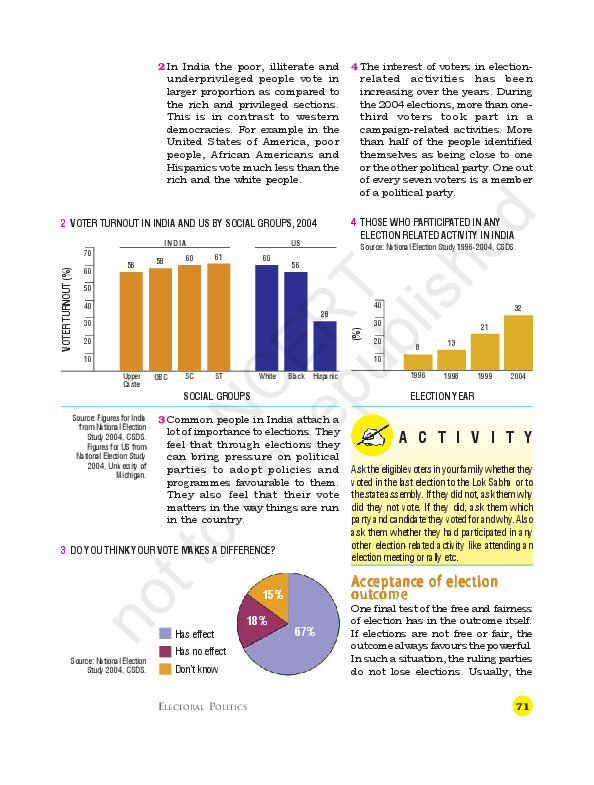 2 In India the poor, illiterate and
underprivileged people vote in
larger proportion as compared to
the rich and privileged sections.
This is in contrast to western
democracies. For example in the
United States of America, poor
people, African Americans and
Hispanics vote much less than the
rich and the white people.
4 The interest of voters in election-
related activities has been
increasing over the years. During
the 2004 elections, more than one-
third voters took part in a
campaign-related activities. More
than half of the people identified
themselves as being close to one
or the other political party. One out
of every seven voters is a member
of a political party.
2 VOTER TURNOUT IN INDIA AND US BY SOCIAL GROUPS, 2004
INDIA
US
VOTER TURNOUT (%)
70
60
50
40
30
20
10
56
58
60
61
60
56
28
Upper
Caste
OBC
SC
ST
White
Black
Hispanic
SOCIAL GROUPS
4 THOSE WHO PARTICIPATED IN ANY
ELECTION RELATED ACTIVITY IN INDIA
Source: National Election Study 1996-2004, CSDS.
(%)
40
30
20
10
8
13
21
32
1996
1998
1999
2004
ELECTION YEAR
Source: Figures for India
from National Election
Study 2004, CSDS.
Figures for US from
National Election Study
2004, University of
Michigan.
3 Common people in India attach a
lot of importance to elections. They
feel that through elections they
can bring pressure on political
parties to adopt policies and
programmes favourable to them.
They also feel that their vote
matters in the way things are run
in the country.
3 DO YOU THINK YOUR VOTE MAKES A DIFFERENCE?
15%
18%
67%
Has effect
Has no effect
Don't know
Source: National Election
Study 2004, CSDS.
ACTIVITY
Ask the eligible voters in your family whether they
voted in the last election to the Lok Sabha or to
the state assembly. If they did not, ask them why
did they not vote. If they did, ask them which
party and candidate they voted for and why. Also
ask them whether they had participated in any
other election-related activity like attending an
election meeting or rally etc.
Acceptance of election
outcome
One final test of the free and fairness
of election has in the outcome itself.
If elections are not free or fair, the
outcome always favours the powerful.
In such a situation, the ruling parties
do not lose elections. Usually, the
ELECTORAL POLITICS
71
© NCERT
not to be republished